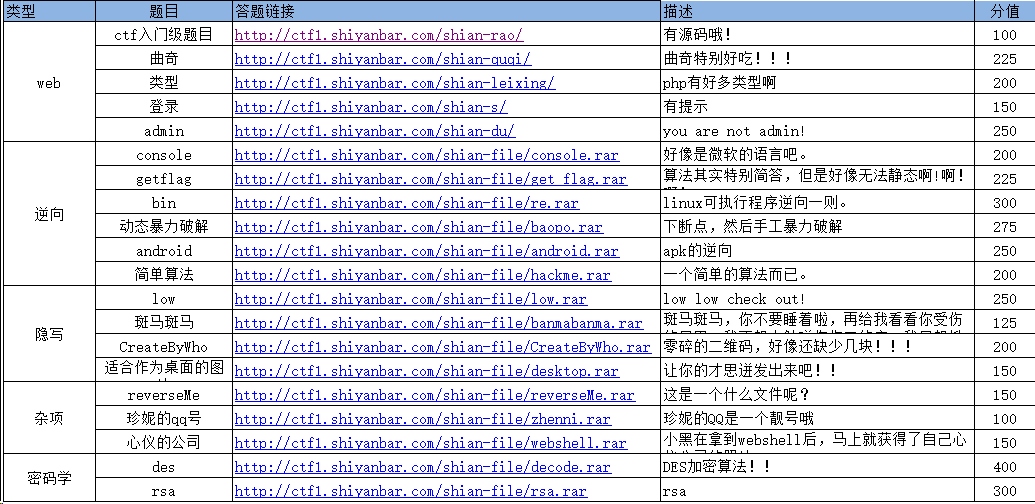 类型 题目 答题链接 描述 分值
web
ctf入门级题目 http://ctf1.shiyanbar.com/shian-rao/ 有源码哦! 100
曲奇 http://ctf1.shiyanbar.com/shian-quqi/ 曲奇特别好吃!!! 225
类型 http://ctf1.shiyanbar.com/shian-leixing/ php有好多类型啊 200
登录 http://ctf1.shiyanbar.com/shian-s/ 有提示 150
admin http://ctf1.shiyanbar.com/shian-du/ you are not admin! 250
逆向
console http://ctf1.shiyanbar.com/shian-file/console.rar 好像是微软的语言吧。 200
getflag http://ctf1.shiyanbar.com/shian-file/get_flag.rar 算法其实特别简答，但是好像无法静态啊!啊! 225
bin http://ctf1.shiyanbar.com/shian-file/re.rar linux可执行程序逆向一则。 300
动态暴力破解 http://ctf1.shiyanbar.com/shian-file/baopo.rar 下断点，然后手工暴力破解 275
android http://ctf1.shiyanbar.com/shian-file/android.rar apk的逆向 250
简单算法 http://ctf1.shiyanbar.com/shian-file/hackme.rar 一个简单的算法而已。 200
隐写
low http://ctf1.shiyanbar.com/shian-file/low.rar low low check out! 250
斑马斑马 http://ctf1.shiyanbar.com/shian-file/banmabanma.rar 斑马斑马，你不要睡着啦，再给我看看你受伤 125
CreateByWho http://ctf1.shiyanbar.com/shian-file/CreateByWho.rar 零碎的二维码，好像还缺少几块!!! 200
适合作为桌面的图 http://ctf1.shiyanbar.com/shian-file/desktop.rar 让你的才思迸发出来吧!! 150
杂项
reverseMe http://ctf1.shiyanbar.com/shian-file/reverseMe.rar 这是一个什么文件呢? 150
珍妮的qq号 http://ctf1.shiyanbar.com/shian-file/zhenni.rar 珍妮的QQ是一个靓号哦 100
心仪的公司 http://ctf1.shiyanbar.com/shian-file/webshell.rar 小黑在拿到webshell后，马上就获得了自己心 150
密码学
des http://ctf1.shiyanbar.com/shian-file/decode.rar DES加密算法!! 400
rsa http://ctf1.shiyanbar.com/shian-file/rsa.rar rsa 300